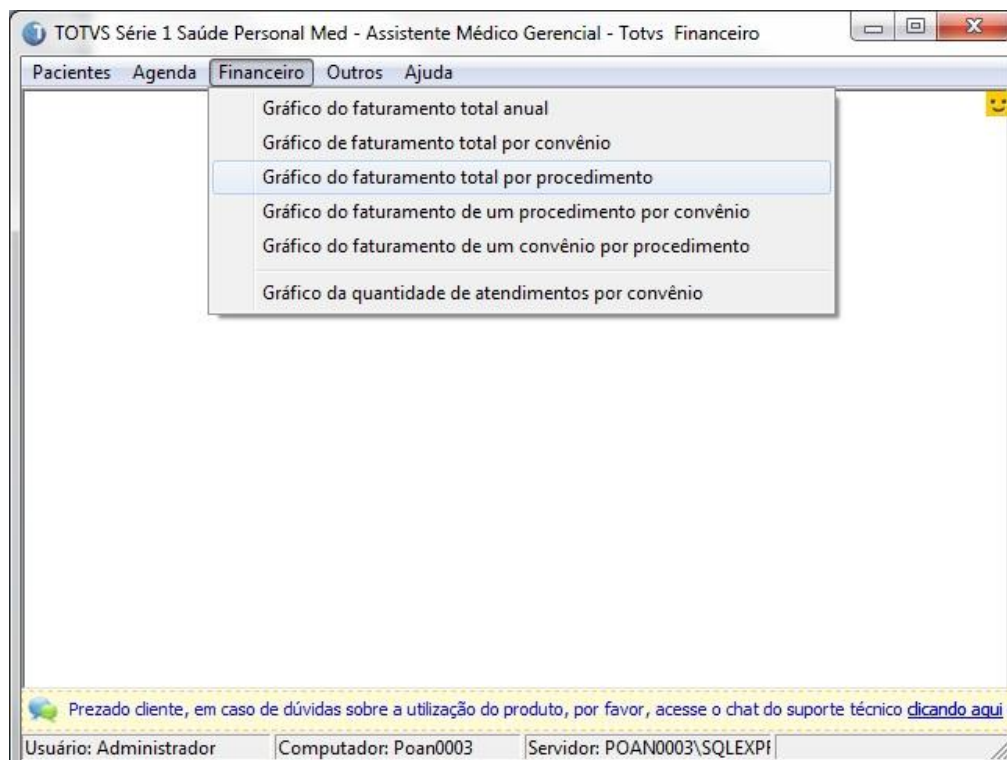 TOTVS Série 1 Saúde Personal Med - Assistente Médico Gerencial - Totvs Financeiro
Pacientes Agenda Financeiro Outros Ajuda
Gráfico do faturamento total anual
Gráfico de faturamento total por convênio
Gráfico do faturamento total por procedimento
Gráfico do faturamento de um procedimento por convênio
Gráfico do faturamento de um convênio por procedimento
Gráfico da quantidade de atendimentos por convênio
Prezado cliente, em caso de dúvidas sobre a utilização do produto, por favor, acesse o chat do suporte técnico clicando aqui
Usuário: Administrador Computador: Poan0003 Servidor: POAN0003\SQLEXPI